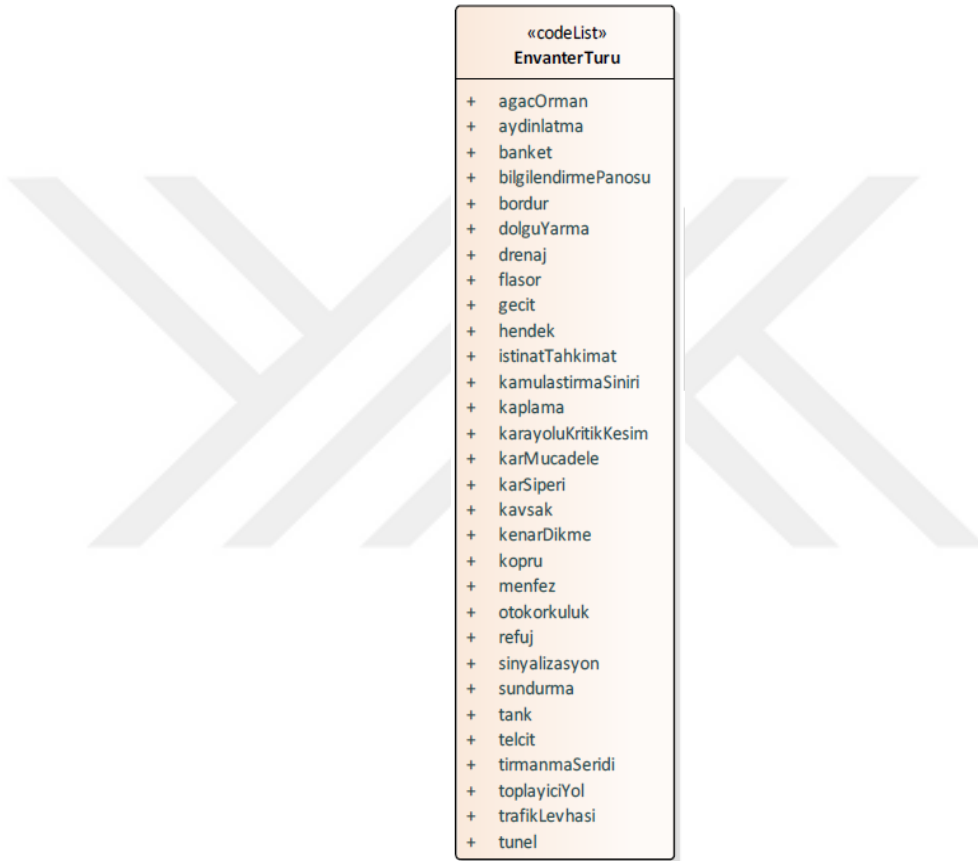 «codeList»
EnvanterTuru
+ agacOrman
+ aydinlatma
+ banket
+ bilgilendirmePanosu
+ bordur
+ dolguYarma
+ drenaj
+ flasor
+ gecit
+ hendek
+ istinatTahkimat
+ kamulastirmaSiniri
+ kaplama
+ karayoluKritikKesim
+ karMucadele
+ karSiperi
+ kavsak
+ kenarDikme
+ kopru
+ menfez
+ otokorkuluk
+ refuj
+ sinyalizasyon
+ sundurma
+ tank
+ telcit
+ tirmanmaSeridi
+ toplayiciYol
+ trafikLevhasi
+ tunel